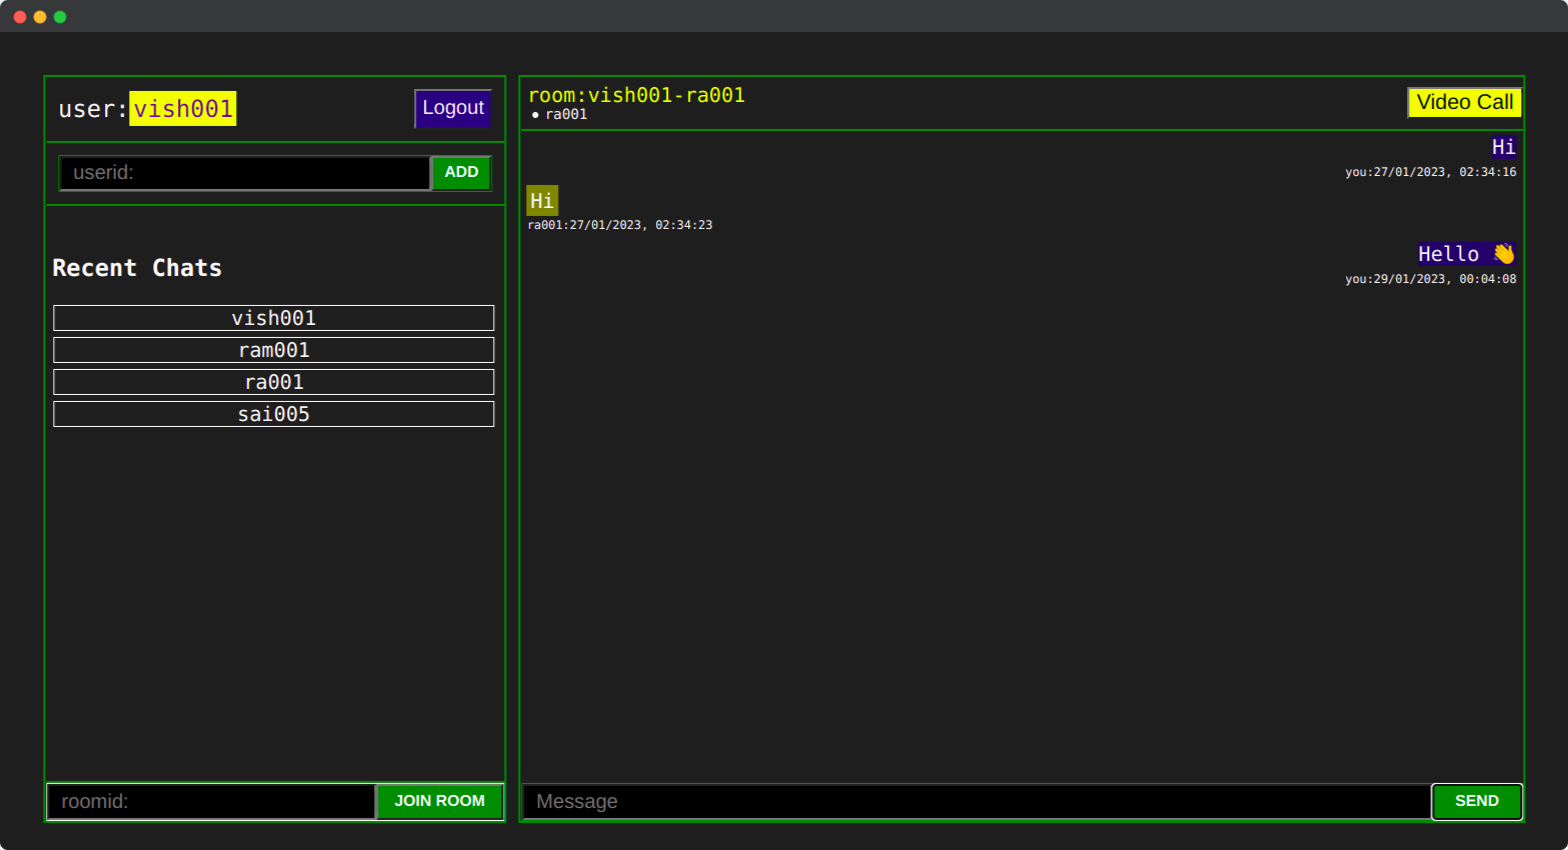 user:vish001
Logout
userid:
ADD
Recent Chats
vish001
ram001
ra001
sai005
roomid:
JOIN ROOM
room:vish001-ra001
• ra001
Video Call
Hi
you:27/01/2023, 02:34:16
Hi
ra001:27/01/2023, 02:34:23
Hello 👋
you:29/01/2023, 00:04:08
Message
SEND